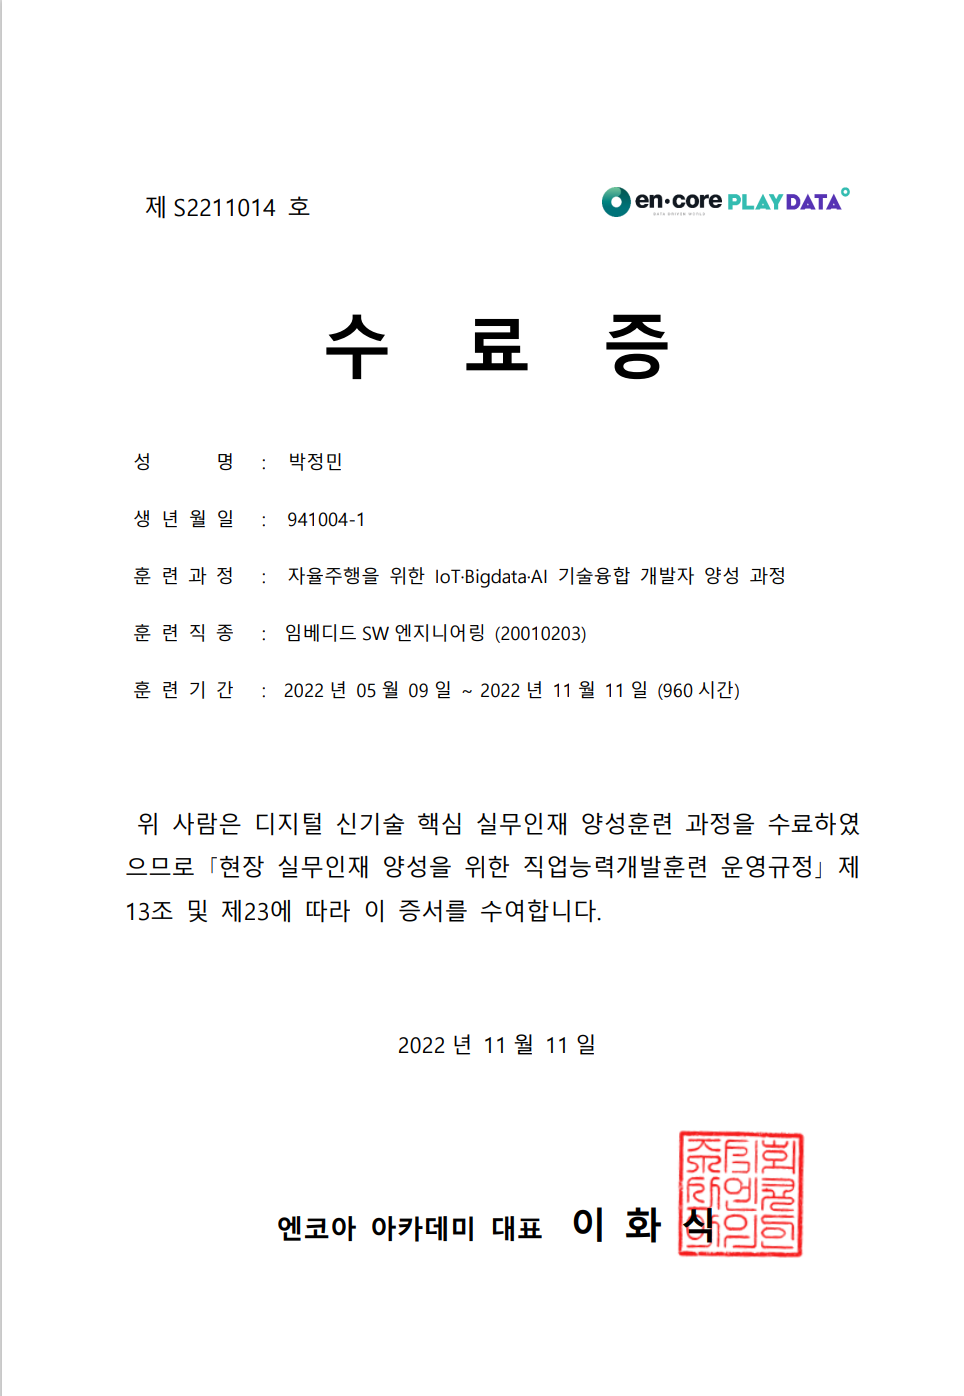 제 S2211014 호
en·core PLAYDATA
DATA DRIVEN WORLD
수 료 증
성 명 : 박정민
생 년 월 일 : 941004-1
훈 련 과 정 : 자율주행을 위한 IoT·Bigdata·AI 기술융합 개발자 양성 과정
훈 련 직 종 : 임베디드 SW 엔지니어링 (20010203)
훈 련 기 간 : 2022 년 05 월 09 일 ~ 2022 년 11 월 11 일 (960 시간)
위 사람은 디지털 신기술 핵심 실무인재 양성훈련 과정을 수료하였
으므로「현장 실무인재 양성을 위한 직업능력개발훈련 운영규정」제
13조 및 제23에 따라 이 증서를 수여합니다.
2022 년 11 월 11 일
엔코아 아카데미 대표 이 화 식